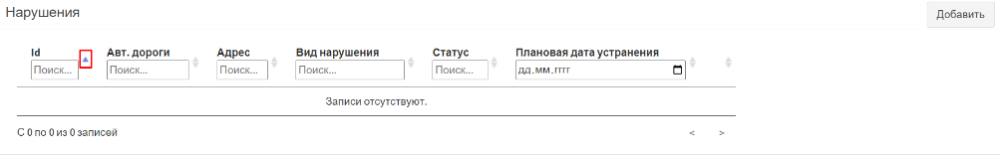 Нарушения
Добавить
Id Авт. дороги Адрес Вид нарушения Статус Плановая дата устранения
Поиск... Поиск... Поиск... Поиск... Поиск... дд.мм.гггг
Записи отсутствуют.
С 0 по 0 из 0 записей < >